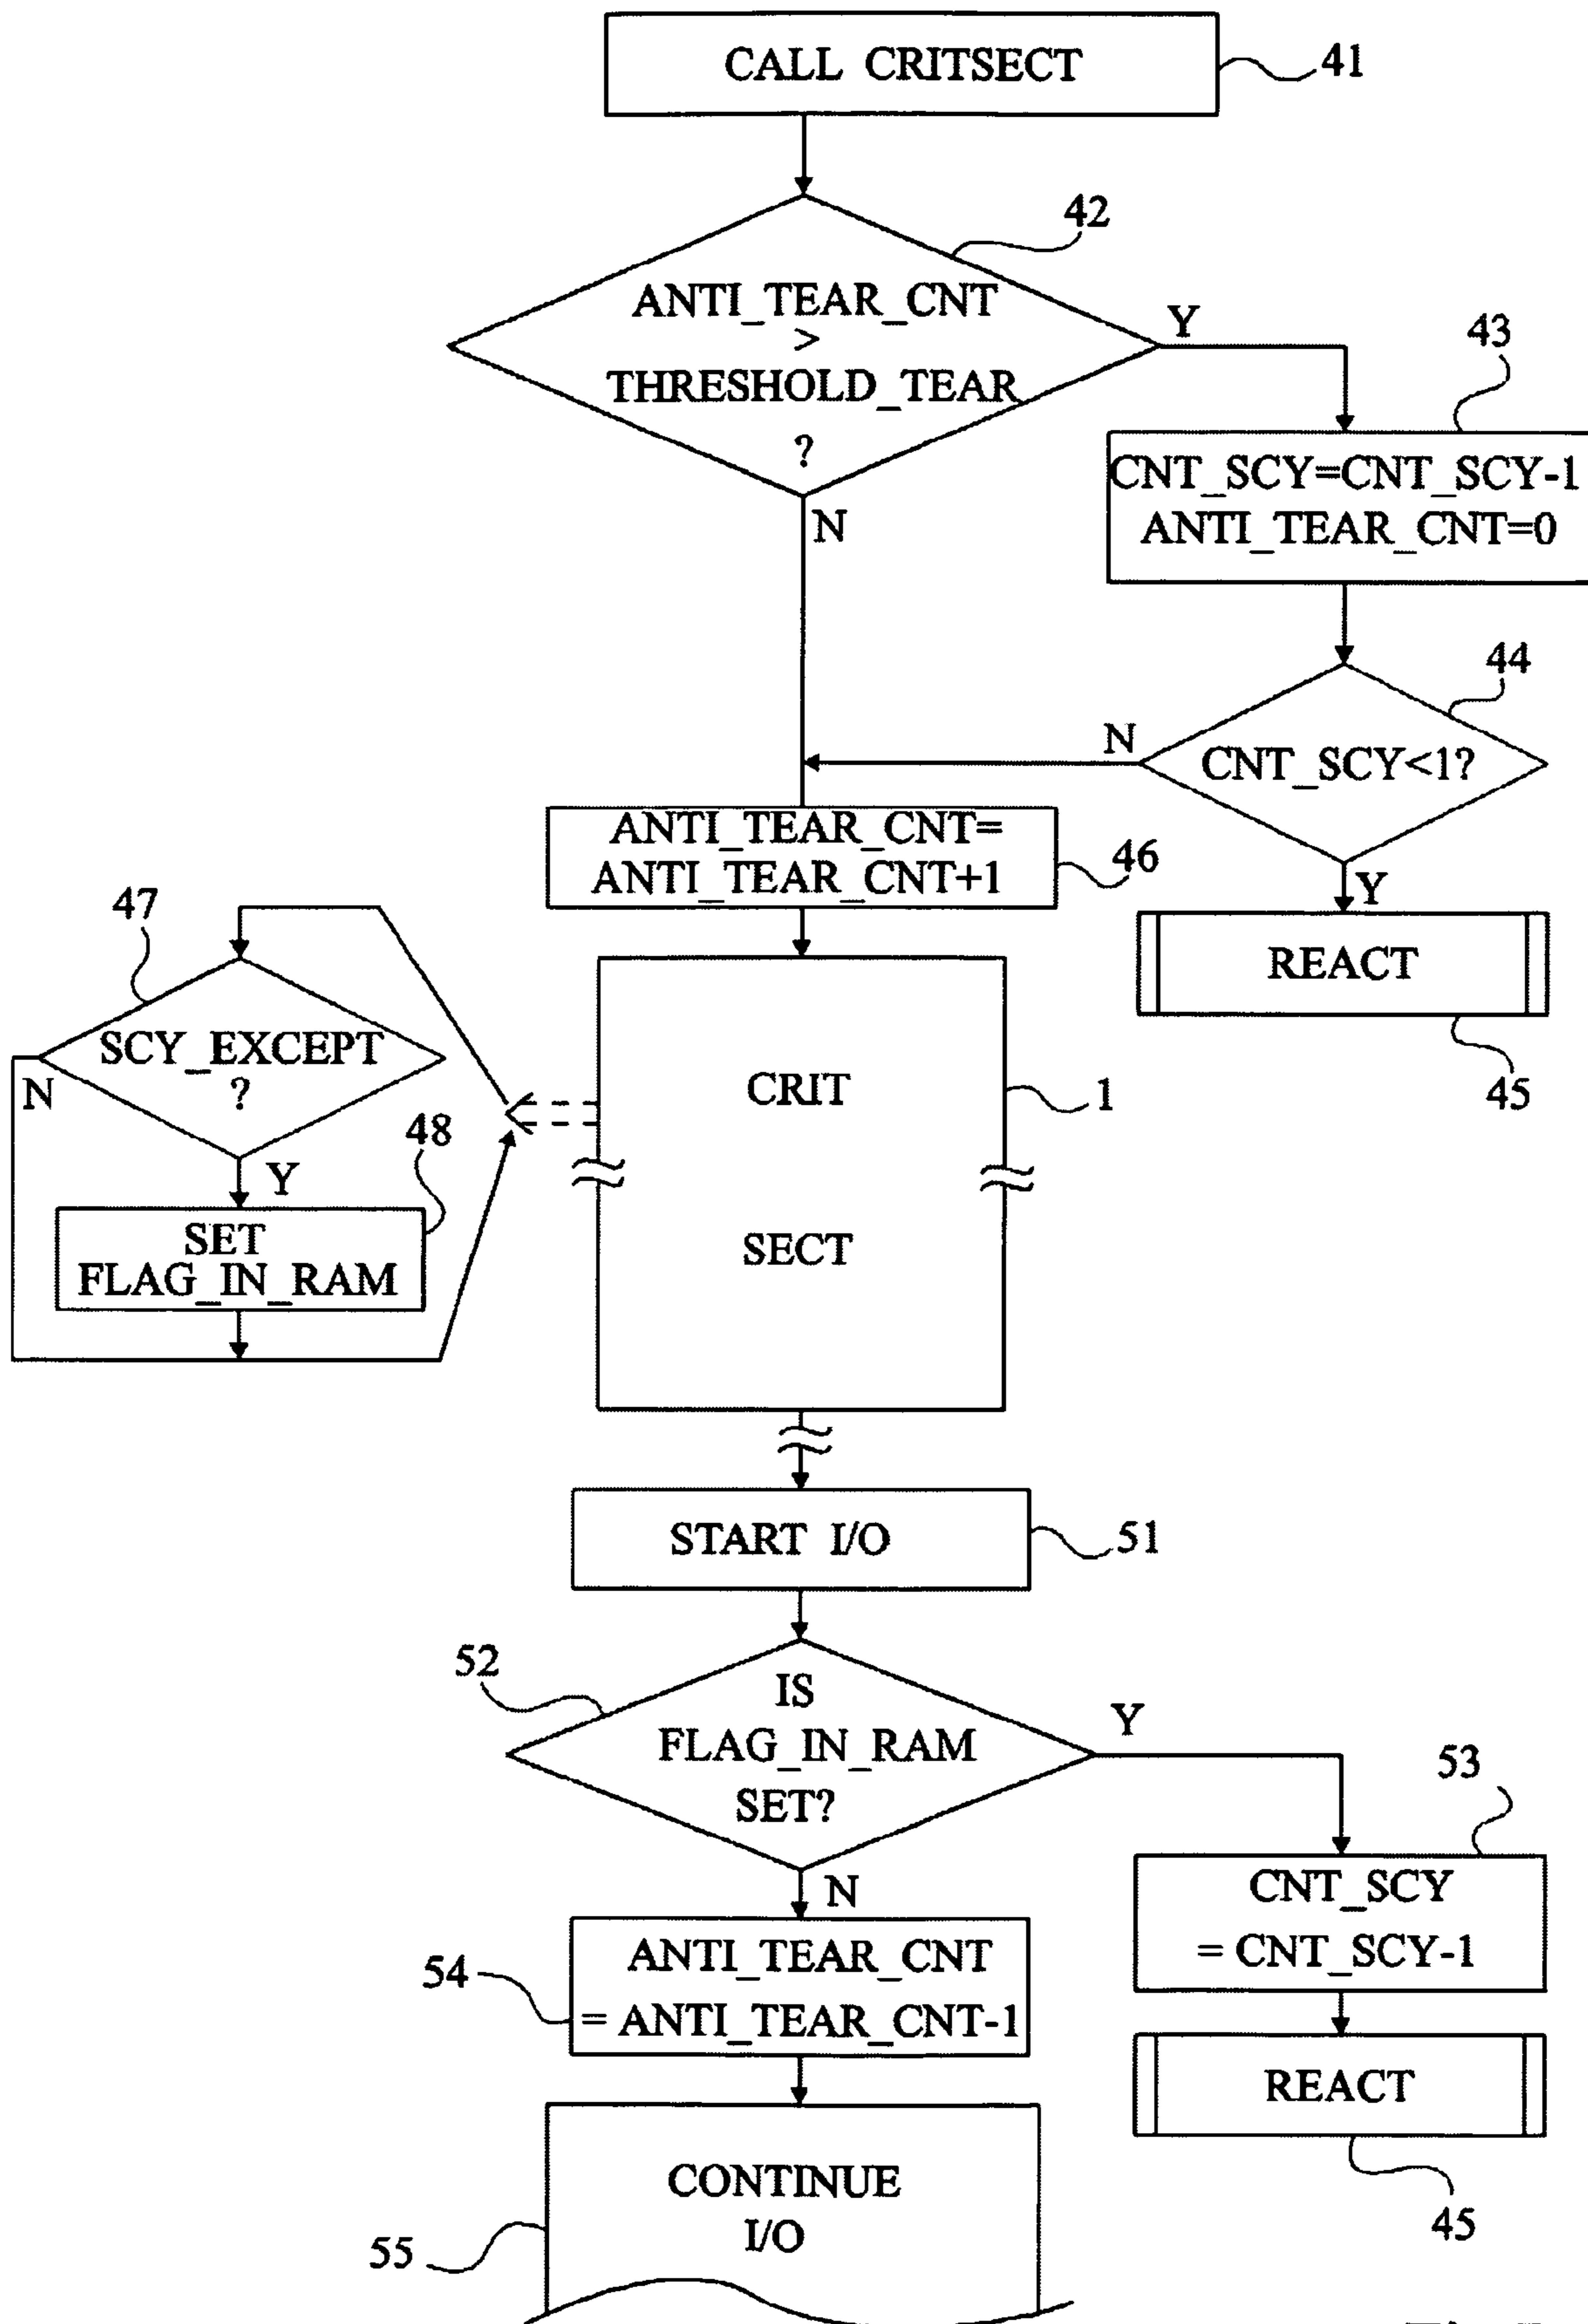 CALL CRITSECT
41
42
ANTI_TEAR_CNT
>
THRESHOLD_TEAR
?
Y
N
43
CNT_SCY=CNT_SCY-1
ANTI_TEAR_CNT=0
44
N
CNT_SCY<1?
Y
ANTI_TEAR_CNT=
ANTI_TEAR_CNT+1
46
REACT
45
47
SCY_EXCEPT
?
N
Y
48
SET
FLAG_IN_RAM
CRIT
SECT
1
START I/O
51
52
IS
FLAG_IN_RAM
SET?
Y
N
53
CNT_SCY
= CNT_SCY-1
54
ANTI_TEAR_CNT
= ANTI_TEAR_CNT-1
REACT
45
CONTINUE
I/O
55